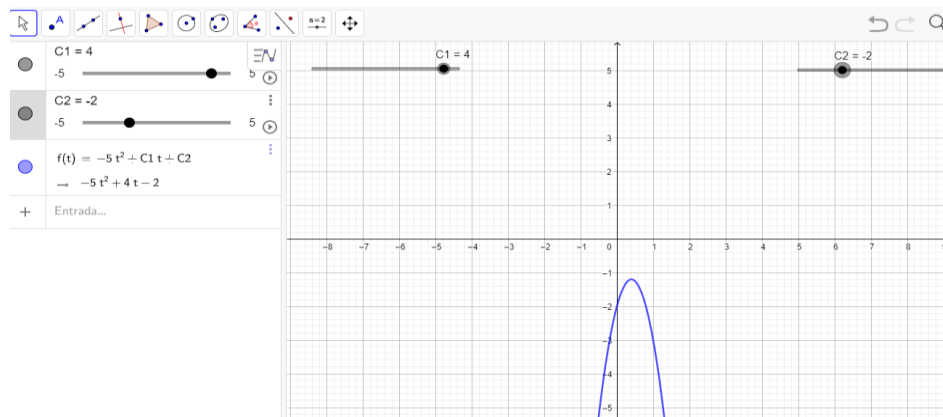 A
a=2
C1 = 4
-5
5
C2 = -2
-5
5
f(t) = −5 t² + C1 t + C2
→ −5 t² + 4 t − 2
+ Entrada...
C1 = 4
C2 = -2
5
4
3
2
1
−8 −7 −6 −5 −4 −3 −2 −1 0 1 2 3 4 5 6 7 8
−1
−2
−3
−4
−5